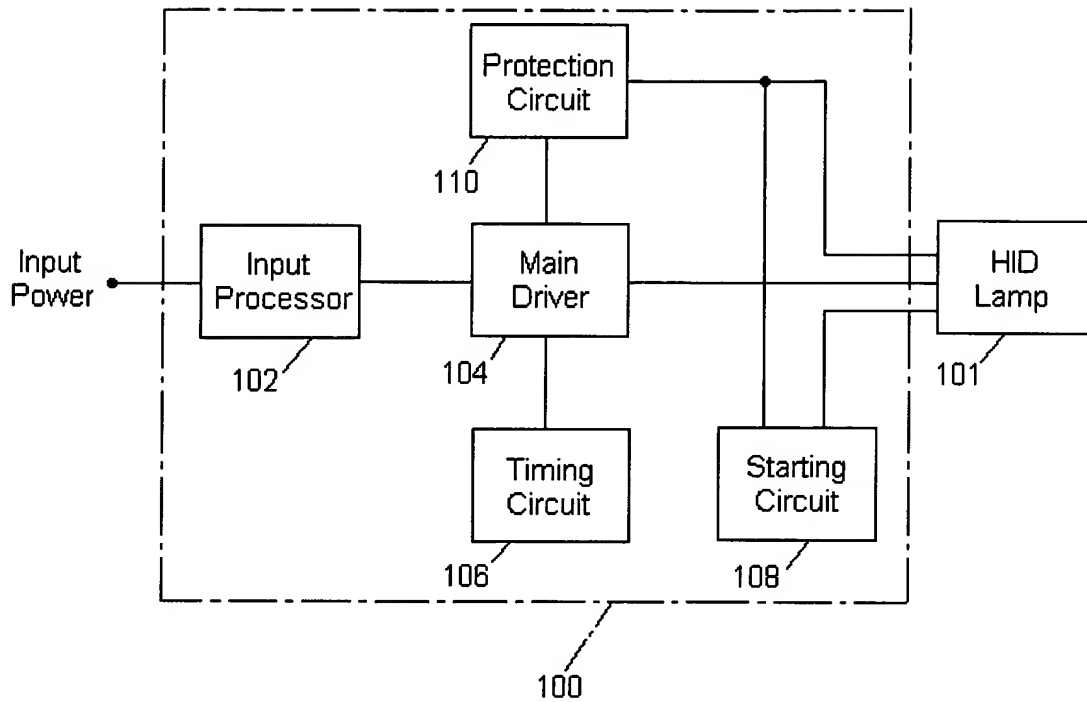 Protection
Circuit
110
Input
Power
Input
Processor
102
Main
Driver
104
HID
Lamp
101
Timing
Circuit
106
Starting
Circuit
108
100